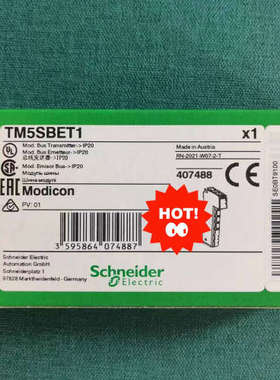 TM5SBET1
x1
Mod. Bus Transmitter-> IP20
Mod. Bus Emetteur-> IP20
总线发送器-> IP20
Mod. Emisor Bus-> IP20
Модуль шины
Шина модуля
Made in Austria
RN-2021-W07-2-T
407488
Modicon
PV: 01
HOT!
3 595864 074887
Schneider
Electric
Schneider Electric
Automation GmbH
Schneiderplatz 1
97828 Marktheidenfeld - Germany